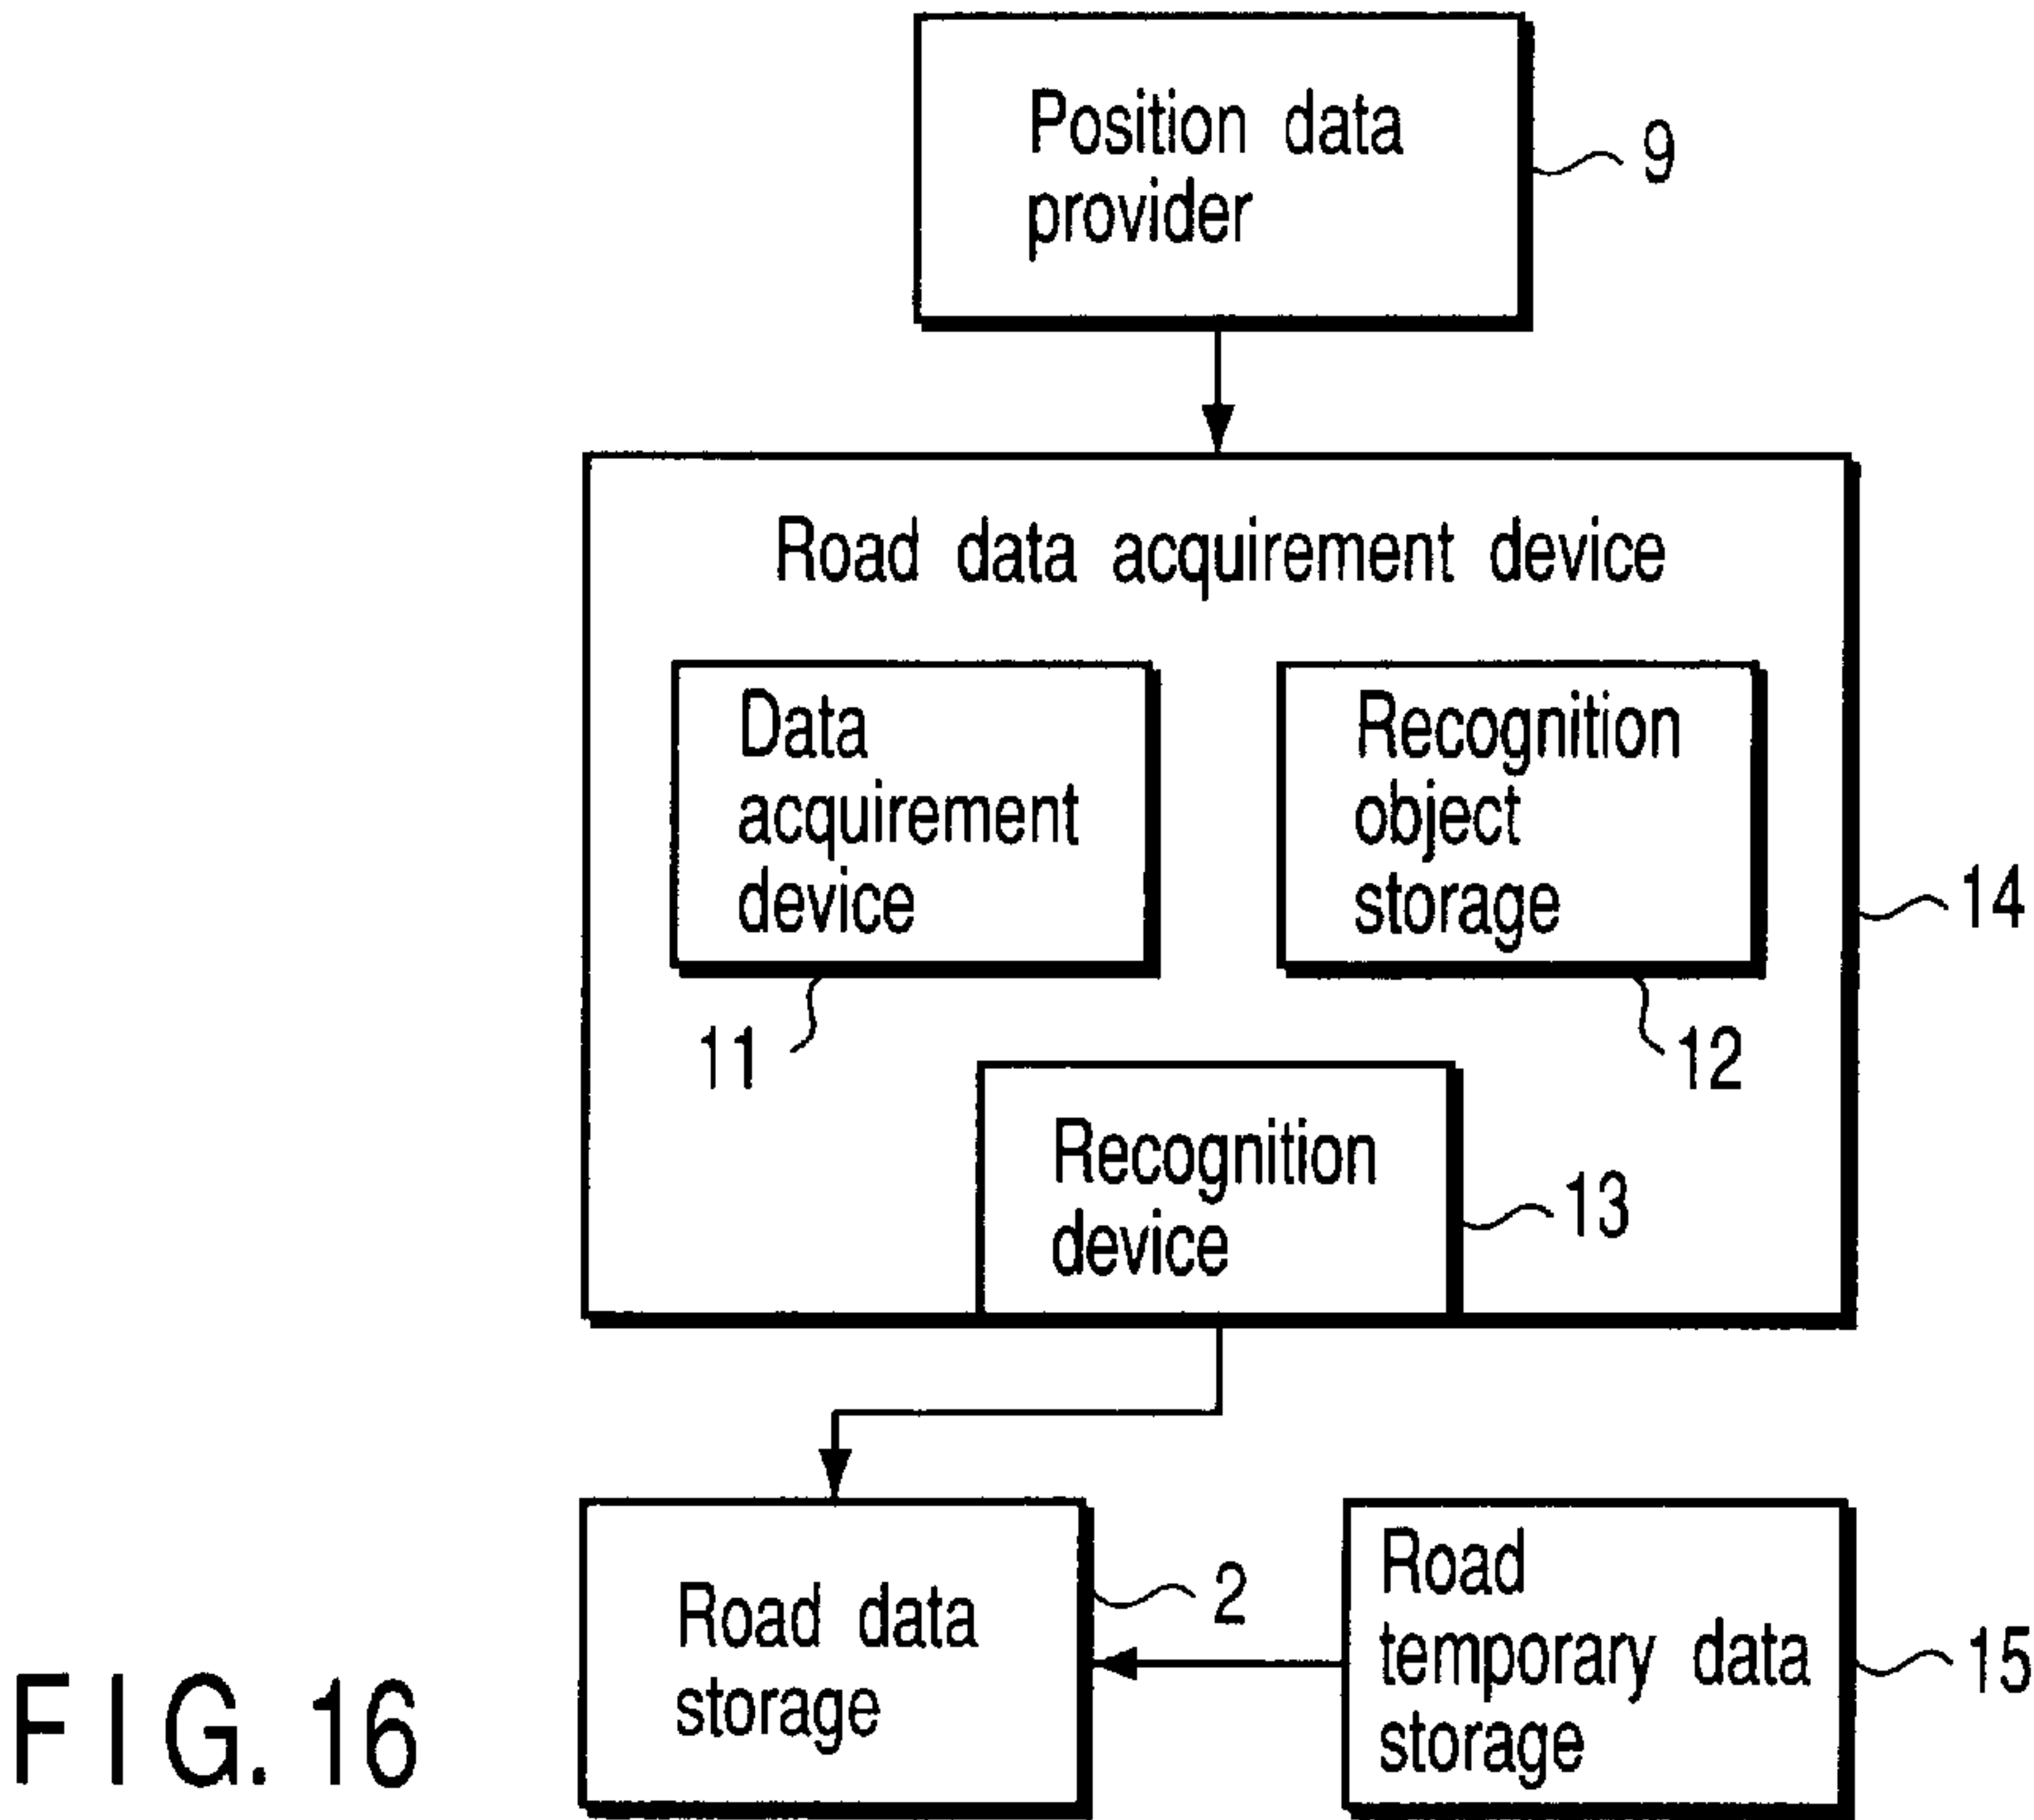 Position data
provider
9
Road data acquirement device
Data
acquirement
device
Recognition
object
storage
14
11
12
Recognition
device
13
Road data
storage
2
Road
temporary data
storage
15
FIG. 16